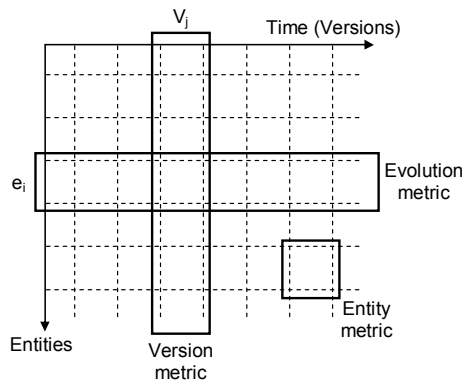 Vj
Time (Versions)
ei
Evolution
metric
Entity
metric
Entities
Version
metric